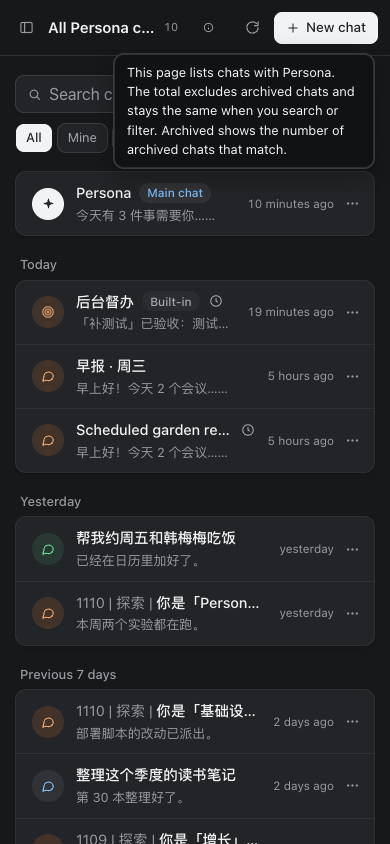 All Persona c...
10
New chat
This page lists chats with Persona.
The total excludes archived chats and
stays the same when you search or
filter. Archived shows the number of
archived chats that match.
Search c
All
Mine
Persona
Main chat
10 minutes ago
今天有 3 件事需要你......
Today
后台督办
Built-in
19 minutes ago
「补测试」已验收：测试...
早报 · 周三
5 hours ago
早上好！今天 2 个会议......
Scheduled garden re...
5 hours ago
早上好！今天 2 个会议......
Yesterday
帮我约周五和韩梅梅吃饭
yesterday
已经在日历里加好了。
1110 | 探索 | 你是「Person...
yesterday
本周两个实验都在跑。
Previous 7 days
1110 | 探索 | 你是「基础设...
2 days ago
部署脚本的改动已派出。
整理这个季度的读书笔记
2 days ago
第 30 本整理好了。
1109 | 探索 | 你是「增长」...